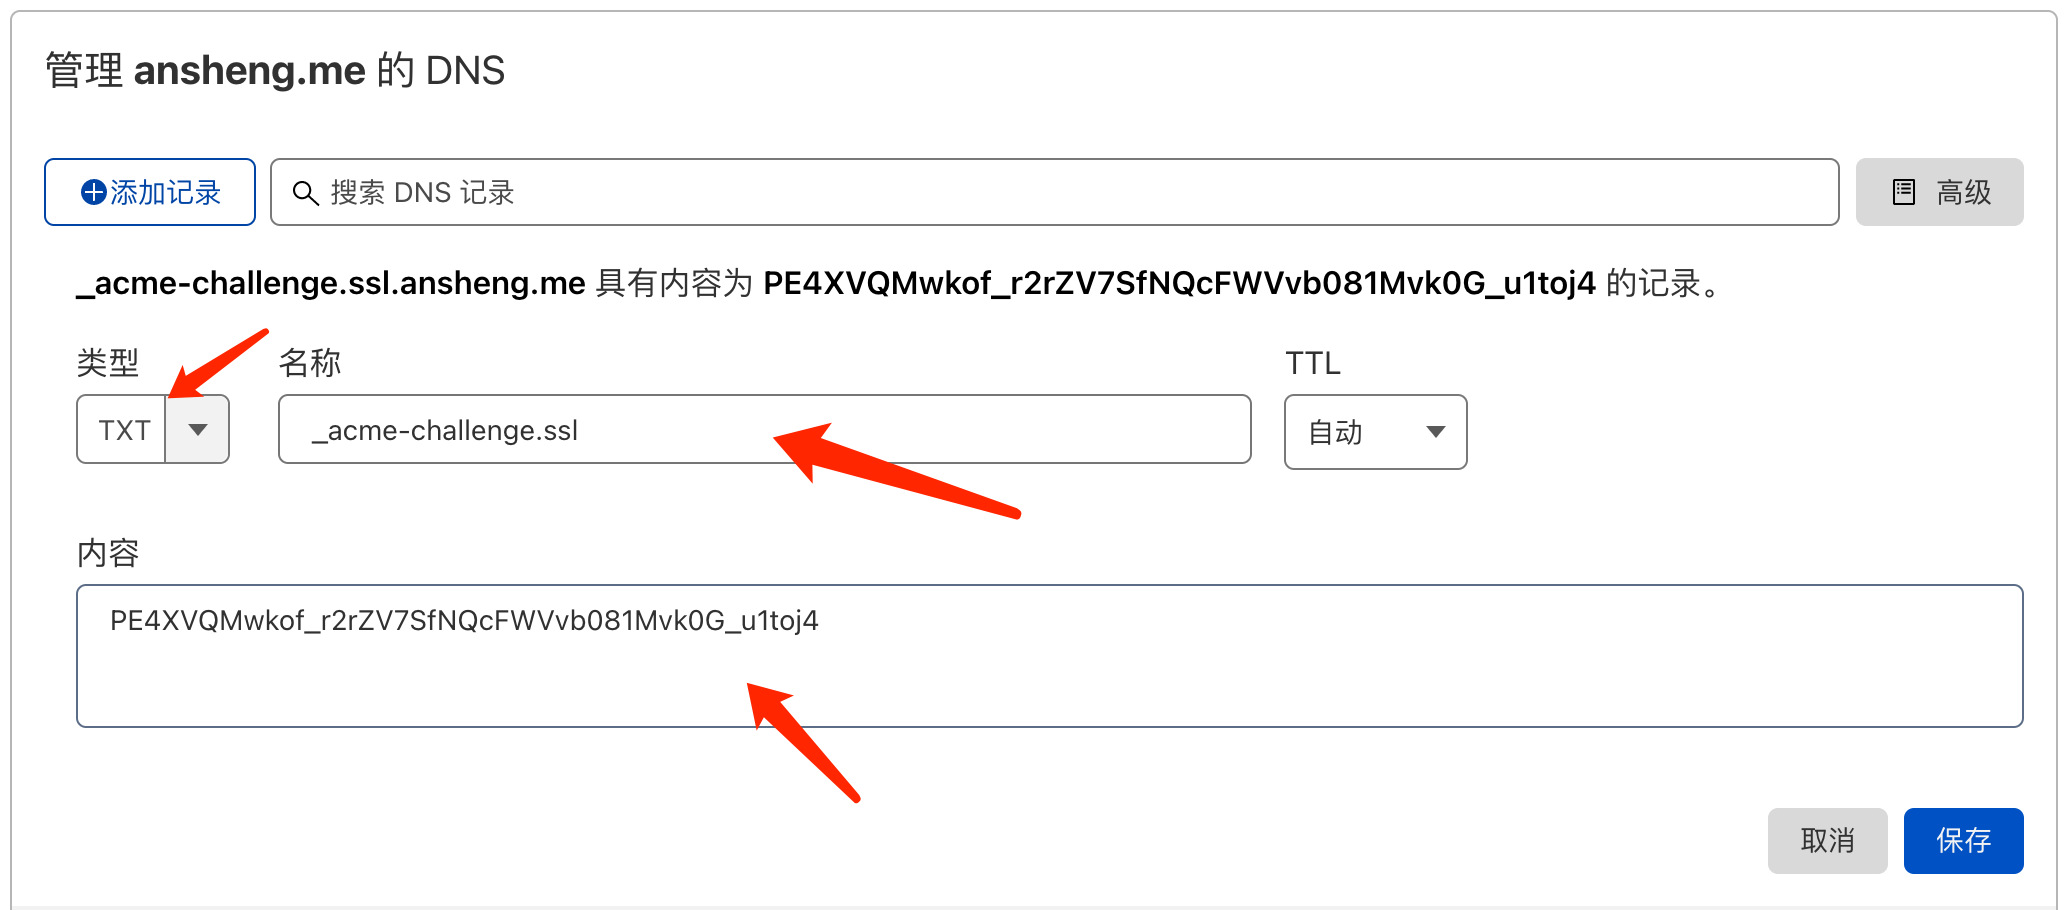 管理 ansheng.me 的 DNS
添加记录
搜索 DNS 记录
高级
_acme-challenge.ssl.ansheng.me 具有内容为 PE4XVQMwkof_r2rZV7SfNQcFWVvb081Mvk0G_u1toj4 的记录。
类型
名称
TTL
TXT
_acme-challenge.ssl
自动
内容
PE4XVQMwkof_r2rZV7SfNQcFWVvb081Mvk0G_u1toj4
取消
保存